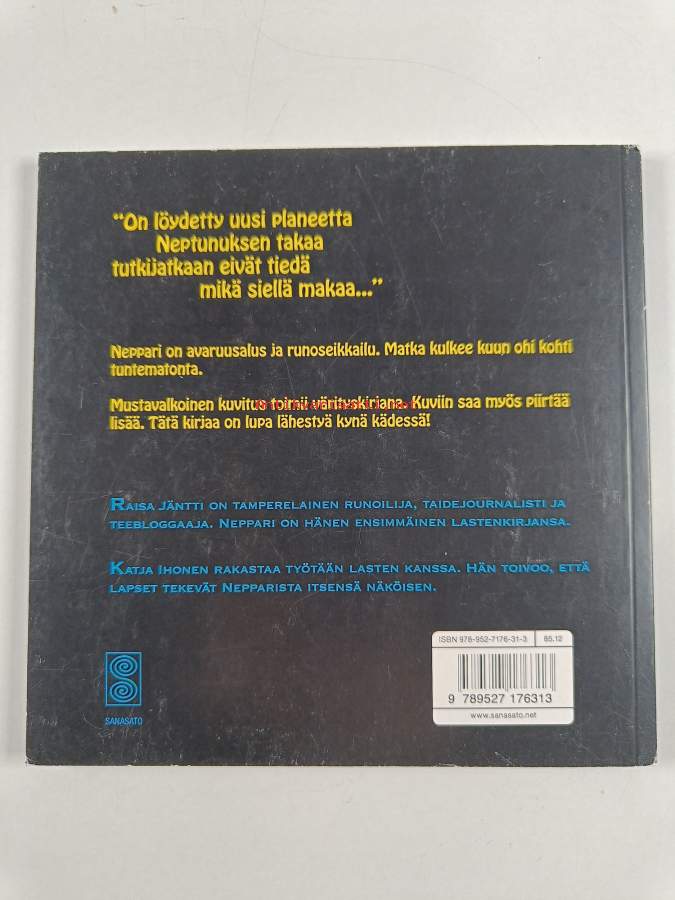 “On löydetty uusi planeetta
Neptunuksen takaa
tutkijatkaan eivät tiedä
mikä siellä makaa...”
Neppari on avaruusalus ja runoseikkailu. Matka kulkee kuun ohi kohti
tuntematonta.
Mustavalkoinen kuvitus toimii värityskirjana. Kuviin saa myös piirtää
lisää. Tätä kirjaa on lupa lähestyä kynä kädessä!
Raisa Jäntti on tamperelainen runoilija, taidejournalisti ja
teebloggaaja. Neppari on hänen ensimmäinen lastenkirjansa.
Katja Ihonen rakastaa työtään lasten kanssa. Hän toivoo, että
lapset tekevät Nepparista itsensä näköisen.
SANASATO
ISBN 978-952-7176-31-3 85.12
9 789527 176313
www.sanasato.net